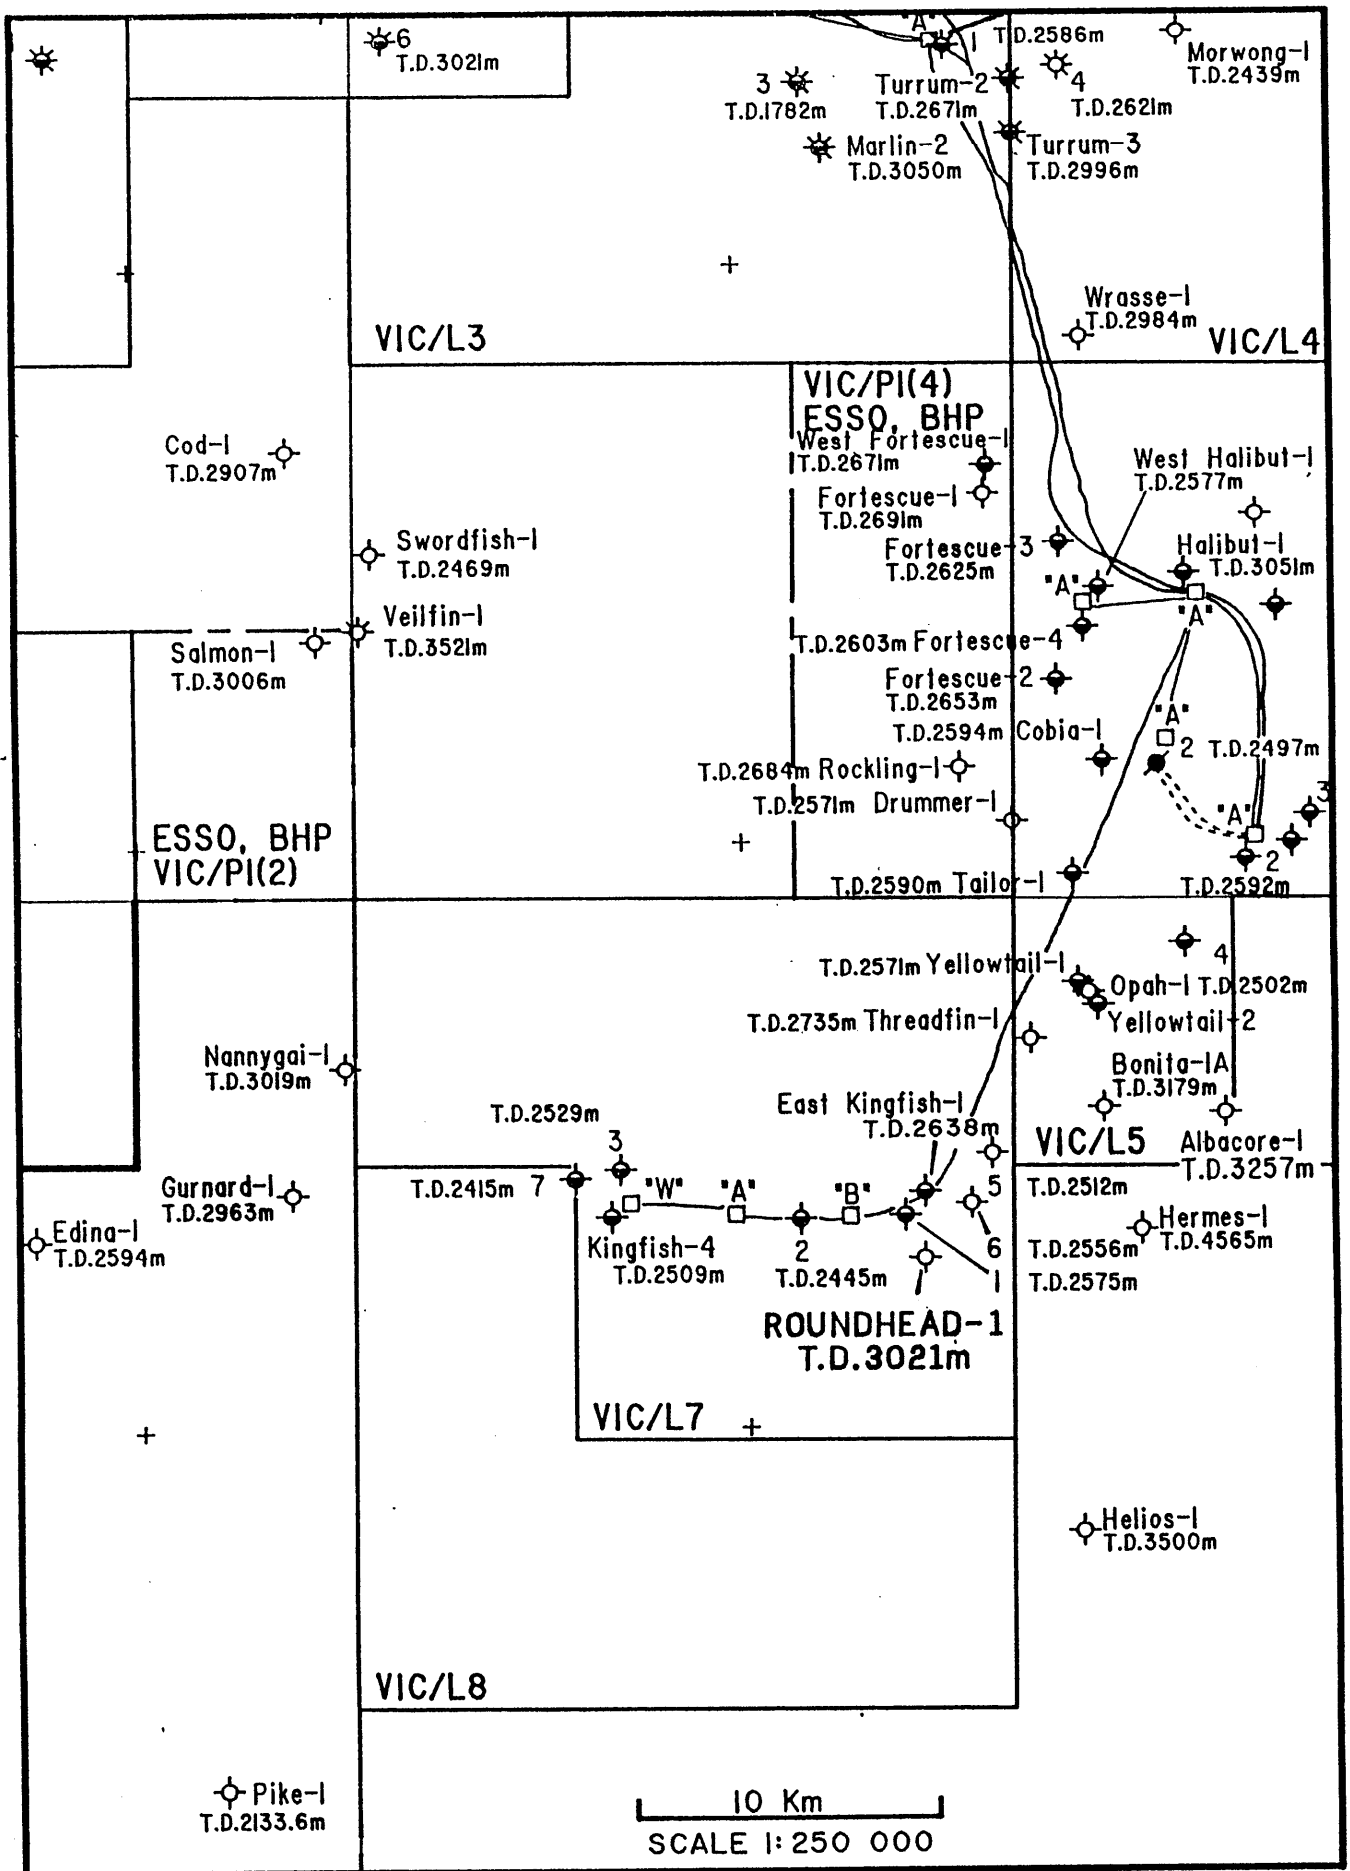 "A"
1
T.D.2586m
6
T.D.3021m
Morwong-1
T.D.2439m
3
T.D.1782m
Turrum-2
T.D.2671m
4
T.D.2621m
Marlin-2
T.D.3050m
Turrum-3
T.D.2996m
Wrasse-1
T.D.2984m
VIC/L3
VIC/L4
VIC/P1(4)
ESSO, BHP
West Fortescue-1
T.D.2671m
Cod-1
T.D.2907m
West Halibut-1
T.D.2577m
Fortescue-1
T.D.2691m
Swordfish-1
T.D.2469m
Fortescue-3
T.D.2625m
Halibut-1
T.D.3051m
"A"
"A"
Veilfin-1
T.D.3521m
Salmon-1
T.D.3006m
T.D.2603m Fortescue-4
Fortescue-2
T.D.2653m
"A"
T.D.2594m Cobia-1
2 T.D.2497m
T.D.2684m Rockling-1
T.D.2571m Drummer-1
3
"A"
ESSO, BHP
VIC/P1(2)
2
T.D.2592m
T.D.2590m Tailor-1
4
T.D.2571m Yellowtail-1
Opah-1 T.D.2502m
Yellowtail-2
T.D.2735m Threadfin-1
Nannygai-1
T.D.3019m
Bonita-1A
T.D.3179m
East Kingfish-1
T.D.2638m
T.D.2529m
3
VIC/L5
Albacore-1
T.D.3257m
Gurnard-1
T.D.2963m
T.D.2415m 7
"W"
"A"
"B"
5 T.D.2512m
Edina-1
T.D.2594m
Kingfish-4
T.D.2509m
2
T.D.2445m
6 T.D.2556m
1 T.D.2575m
Hermes-1
T.D.4565m
ROUNDHEAD-1
T.D.3021m
VIC/L7
Helios-1
T.D.3500m
VIC/L8
Pike-1
T.D.2133.6m
10 Km
SCALE 1:250 000